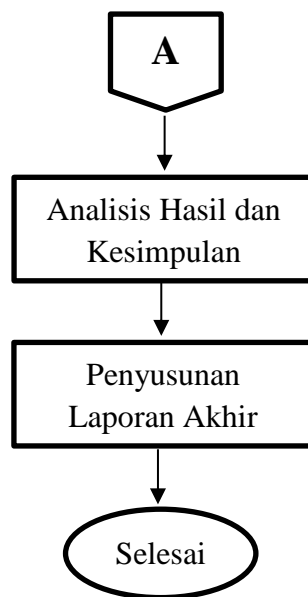 A
Analisis Hasil dan
Kesimpulan
Penyusunan
Laporan Akhir
Selesai